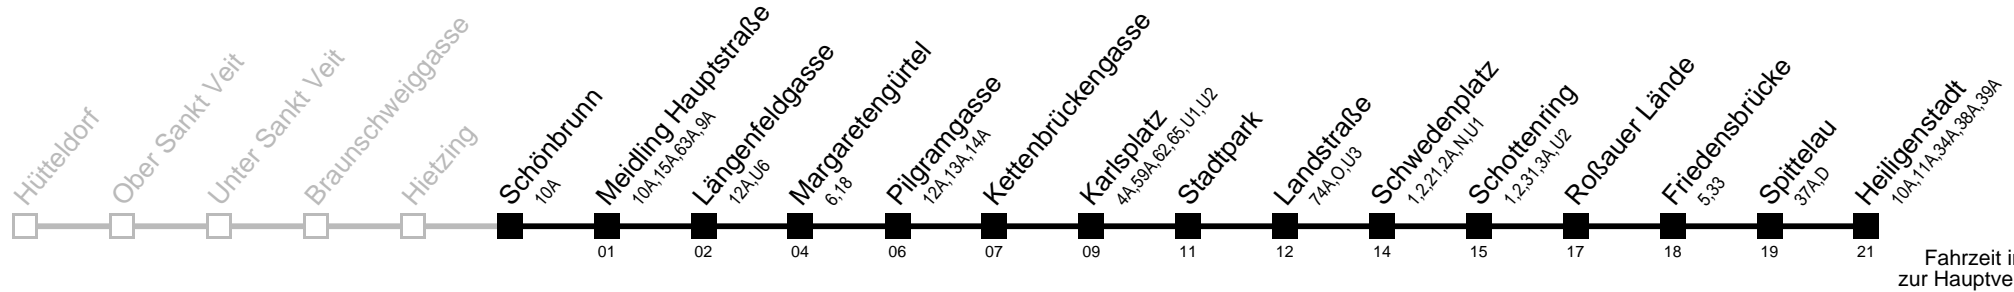 Hütteldorf
Ober Sankt Veit
Unter Sankt Veit
Braunschweiggasse
Hietzing
Schönbrunn
10A
Meidling Hauptstraße
10A,15A,63A,9A
Längenfeldgasse
12A,U6
Margaretengürtel
6,18
Pilgramgasse
12A,13A,14A
Kettenbrückengasse
Karlsplatz
4A,59A,62,65,U1,U2
Stadtpark
Landstraße
74A,O,U3
Schwedenplatz
1,2,21,2A,N,U1
Schottenring
1,2,31,3A,U2
Roßauer Lände
Friedensbrücke
5,33
Spittelau
37A,D
Heiligenstadt
10A,11A,34A,38A,39A
01 02 04 06 07 09 11 12 14 15 17 18 19 21
Fahrzeit i
zur Hauptve